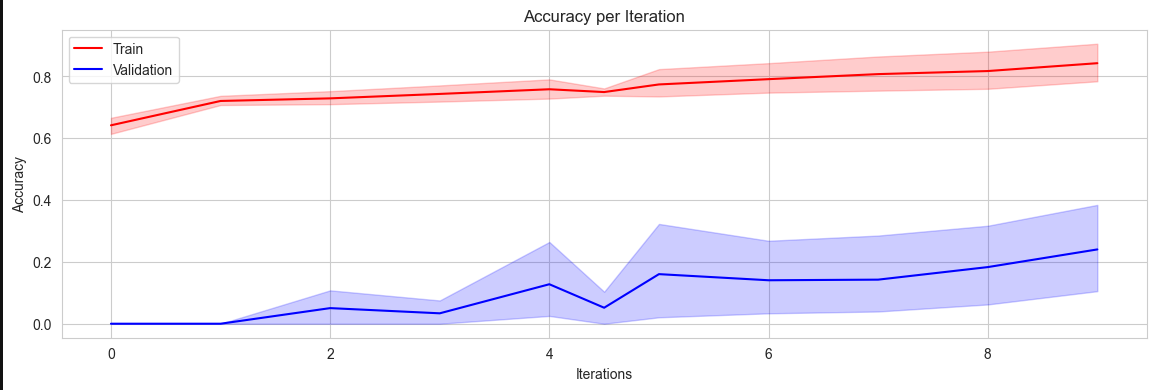 Accuracy per Iteration
Train
Validation
0.8
0.6
0.4
0.2
0.0
Accuracy
0 2 4 6 8
Iterations